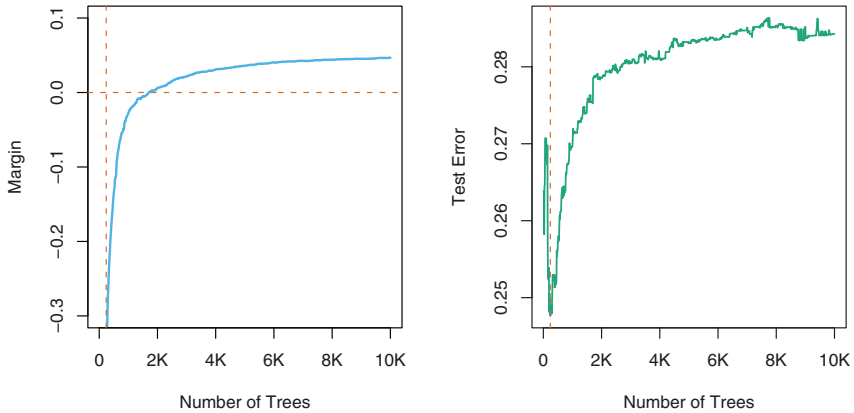 0.1
0.0
−0.1
−0.2
−0.3
Margin
0 2K 4K 6K 8K 10K
Number of Trees
0.28
0.27
0.26
0.25
Test Error
0 2K 4K 6K 8K 10K
Number of Trees